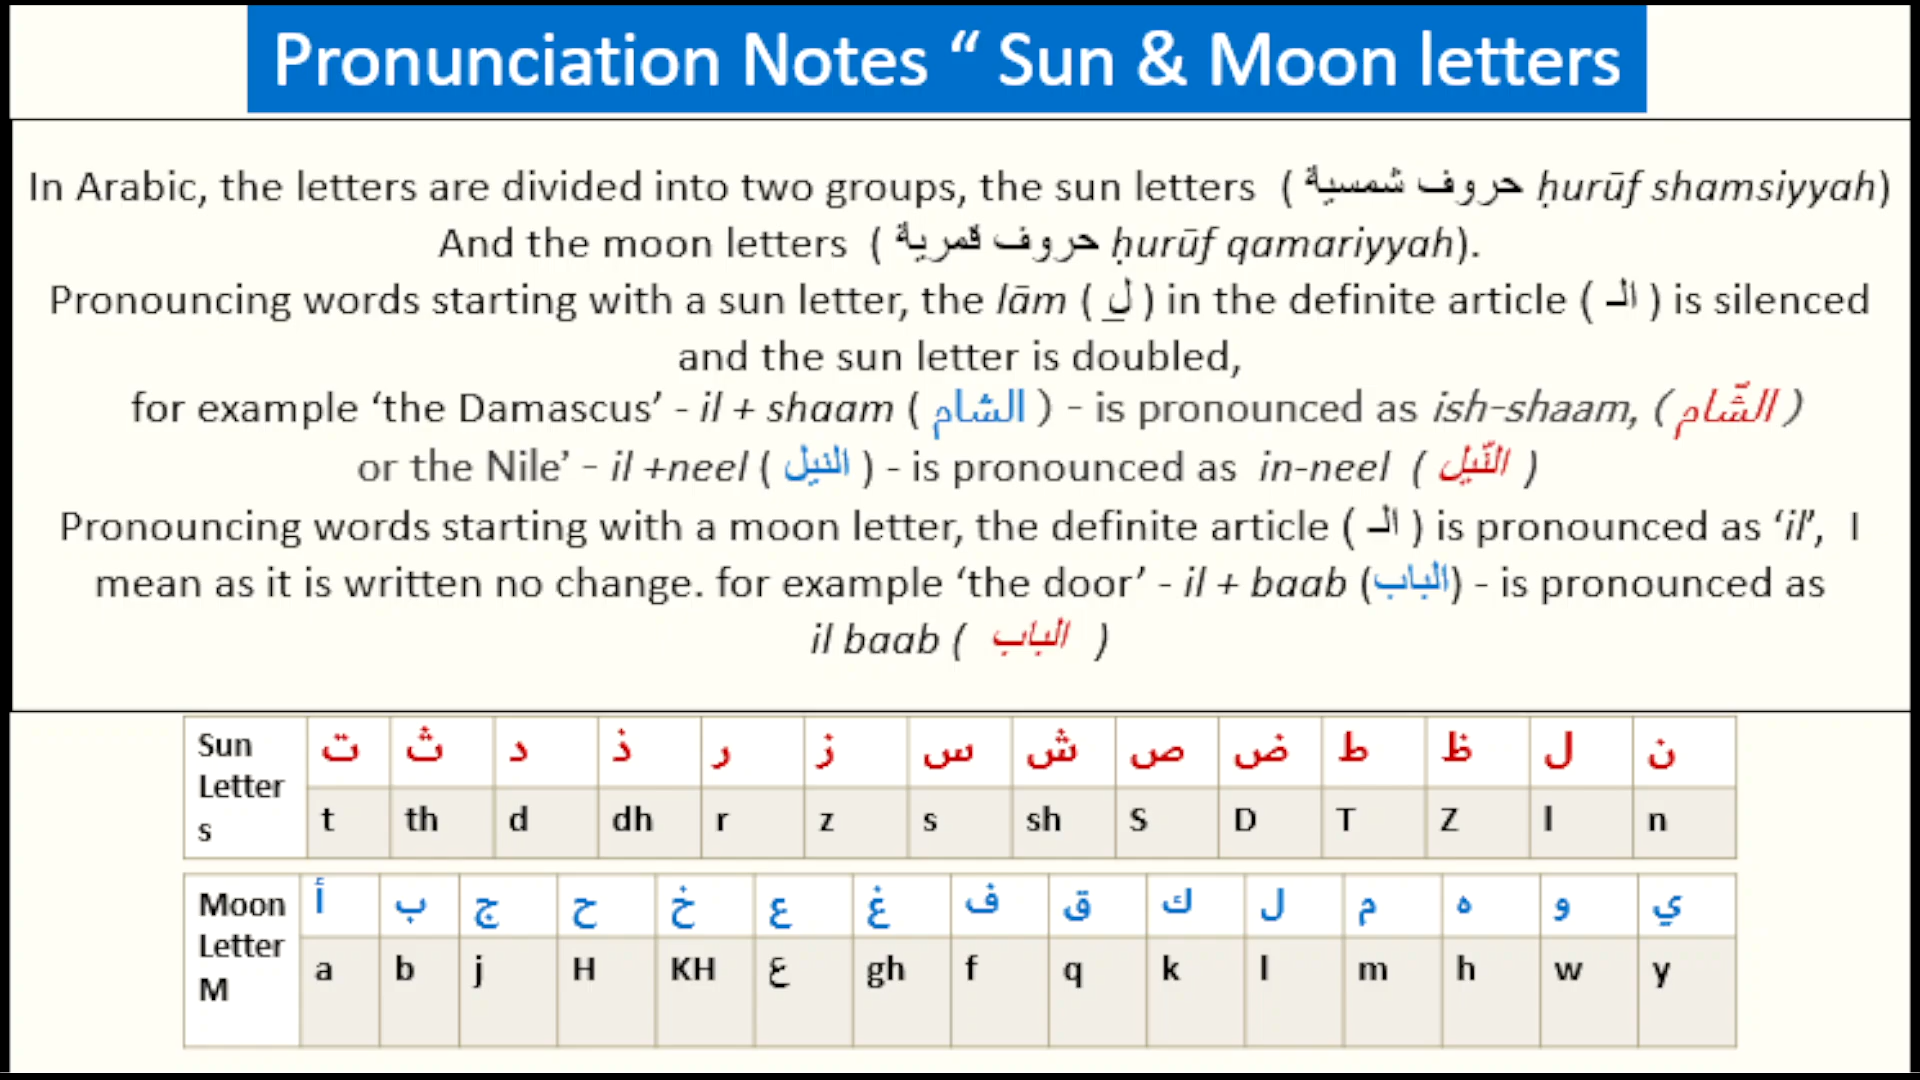 Pronunciation Notes “ Sun & Moon letters
In Arabic, the letters are divided into two groups, the sun letters ( حروف شمسية ḥurūf shamsiyyah)
And the moon letters ( حروف قمرية ḥurūf qamariyyah).
Pronouncing words starting with a sun letter, the lām ( ل ) in the definite article ( الـ ) is silenced
and the sun letter is doubled,
for example ‘the Damascus’ - il + shaam ( الشام ) - is pronounced as ish-shaam, ( الشّام )
or the Nile’ - il +neel ( النيل ) - is pronounced as in-neel ( النّيل )
Pronouncing words starting with a moon letter, the definite article ( الـ ) is pronounced as ‘il’, I
mean as it is written no change. for example ‘the door’ - il + baab (الباب) - is pronounced as
il baab ( الباب )
Sun Letters ت ث د ذ ر ز س ش ص ض ط ظ ل ن
t th d dh r z s sh S D T Z l n
Moon Letter M أ ب ج ح خ ع غ ف ق ك ل م ه و ي
a b j H KH ع gh f q k l m h w y